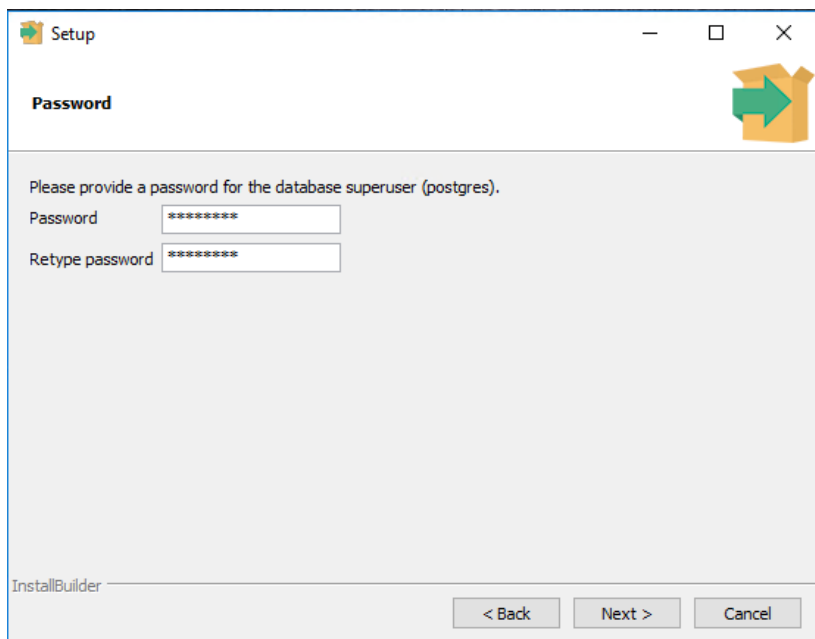 Setup
Password
Please provide a password for the database superuser (postgres).
Password ********
Retype password ********
InstallBuilder
< Back Next > Cancel